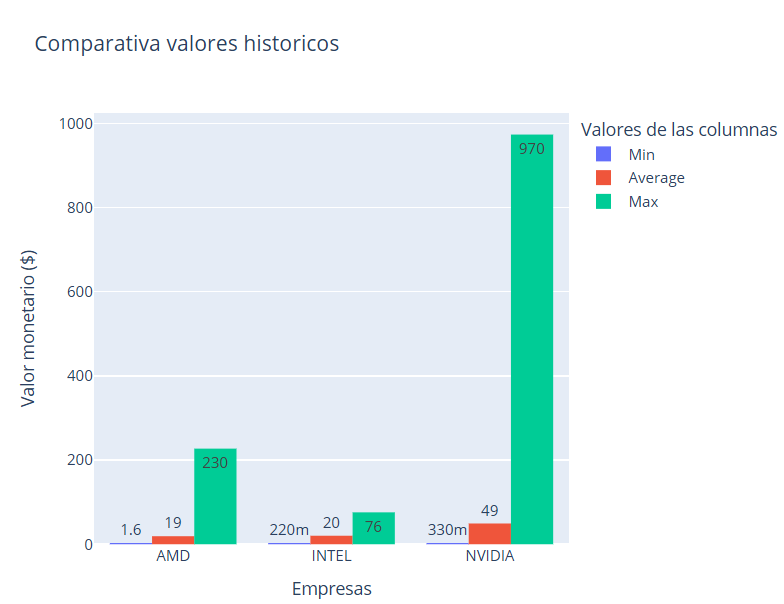 Comparativa valores historicos
Valores de las columnas
Min
Average
Max
Valor monetario ($)
1000
800
600
400
200
0
1.6
19
230
220m
20
76
330m
49
970
AMD
INTEL
NVIDIA
Empresas